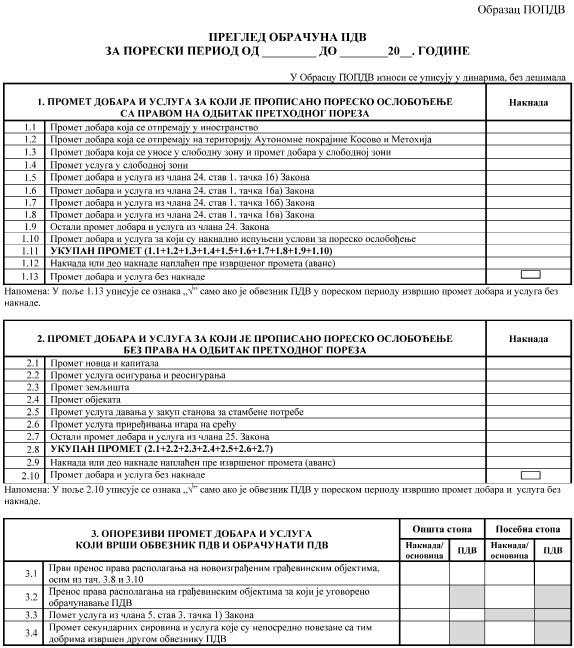 Образац ПОПДВ
ПРЕГЛЕД ОБРАЧУНА ПДВ
ЗА ПОРЕСКИ ПЕРИОД ОД _________ ДО ________20__. ГОДИНЕ
У Обрасцу ПОПДВ износи се уписују у динарима, без децимала
1. ПРОМЕТ ДОБАРА И УСЛУГА ЗА КОЈИ ЈЕ ПРОПИСАНО ПОРЕСКО ОСЛОБОЂЕЊЕ
СА ПРАВОМ НА ОДБИТАК ПРЕТХОДНОГ ПОРЕЗА
Накнада
1.1 Промет добара која се отпремају у иностранство
1.2 Промет добара која се отпремају на територију Аутономне покрајине Косово и Метохија
1.3 Промет добара која се уносе у слободну зону и промет добара у слободној зони
1.4 Промет услуга у слободној зони
1.5 Промет добара и услуга из члана 24. став 1. тачка 16) Закона
1.6 Промет добара и услуга из члана 24. став 1. тачка 16а) Закона
1.7 Промет добара и услуга из члана 24. став 1. тачка 16б) Закона
1.8 Промет добара и услуга из члана 24. став 1. тачка 16в) Закона
1.9 Остали промет добара и услуга из члана 24. Закона
1.10 Промет добара и услуга за који су накнадно испуњени услови за пореско ослобођење
1.11 УКУПАН ПРОМЕТ (1.1+1.2+1.3+1.4+1.5+1.6+1.7+1.8+1.9+1.10)
1.12 Накнада или део накнаде наплаћен пре извршеног промета (аванс)
1.13 Промет добара и услуга без накнаде
Напомена: У поље 1.13 уписује се ознака „√” само ако је обвезник ПДВ у пореском периоду извршио промет добара и услуга без
накнаде.
2. ПРОМЕТ ДОБАРА И УСЛУГА ЗА КОЈИ ЈЕ ПРОПИСАНО ПОРЕСКО ОСЛОБОЂЕЊЕ
БЕЗ ПРАВА НА ОДБИТАК ПРЕТХОДНОГ ПОРЕЗА
Накнада
2.1 Промет новца и капитала
2.2 Промет услуга осигурања и реосигурања
2.3 Промет земљишта
2.4 Промет објеката
2.5 Промет услуга давања у закуп станова за стамбене потребе
2.6 Промет услуга приређивања игара на срећу
2.7 Остали промет добара и услуга из члана 25. Закона
2.8 УКУПАН ПРОМЕТ (2.1+2.2+2.3+2.4+2.5+2.6+2.7)
2.9 Накнада или део накнаде наплаћен пре извршеног промета (аванс)
2.10 Промет добара и услуга без накнаде
Напомена: У поље 2.10 уписује се ознака „√” само ако је обвезник ПДВ у пореском периоду извршио промет добара и услуга без
накнаде.
3. ОПОРЕЗИВИ ПРОМЕТ ДОБАРА И УСЛУГА
КОЈИ ВРШИ ОБВЕЗНИК ПДВ И ОБРАЧУНАТИ ПДВ
Општа стопа Посебна стопа
Накнада/
основица ПДВ Накнада/
основица ПДВ
3.1 Први пренос права располагања на новоизграђеним грађевинским објектима,
осим из тач. 3.8 и 3.10
3.2 Пренос права располагања на грађевинским објектима за који је уговорено
обрачунавање ПДВ
3.3 Помет услуга из члана 5. став 3. тачка 1) Закона
3.4 Промет секундарних сировина и услуга које су непосредно повезане са тим
добрима извршен другом обвезнику ПДВ